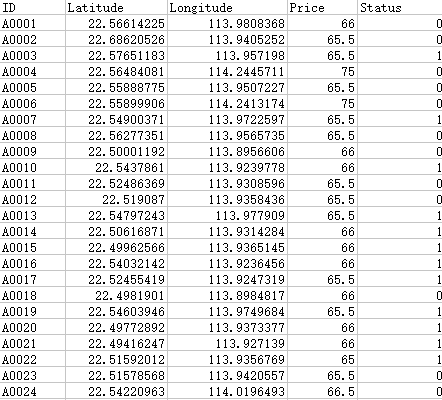 ID Latitude Longitude Price Status
A0001 22.56614225 113.9808368 66 0
A0002 22.68620526 113.9405252 65.5 0
A0003 22.57651183 113.957198 65.5 1
A0004 22.56484081 114.2445711 75 0
A0005 22.55888775 113.9507227 65.5 0
A0006 22.55899906 114.2413174 75 0
A0007 22.54900371 113.9722597 65.5 1
A0008 22.56277351 113.9565735 65.5 0
A0009 22.50001192 113.8956606 66 0
A0010 22.5437861 113.9239778 66 1
A0011 22.52486369 113.9308596 65.5 0
A0012 22.519087 113.9358436 65.5 0
A0013 22.54797243 113.977909 65.5 1
A0014 22.50616871 113.9314284 66 1
A0015 22.49962566 113.9365145 66 1
A0016 22.54032142 113.9236456 66 1
A0017 22.52455419 113.9247319 65.5 1
A0018 22.4981901 113.8984817 66 0
A0019 22.54603946 113.9749684 65.5 1
A0020 22.49772892 113.9373377 66 1
A0021 22.49416247 113.927139 66 1
A0022 22.51592012 113.9356769 65 1
A0023 22.51578568 113.9420557 65.5 0
A0024 22.54220963 114.0196493 66.5 0